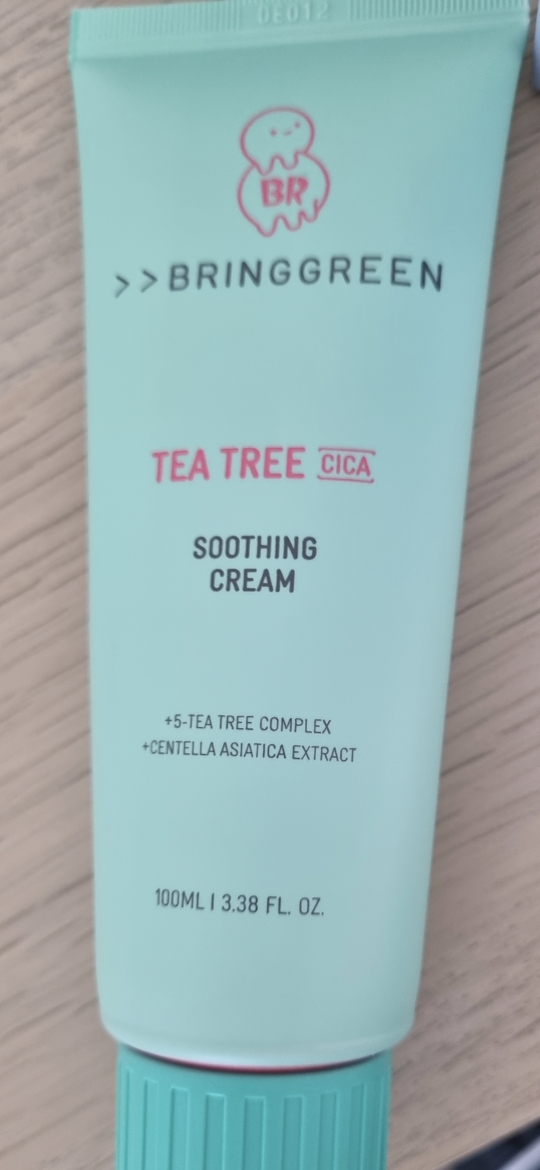 BR
>>BRINGGREEN
TEA TREE CICA
SOOTHING
CREAM
+5-TEA TREE COMPLEX
+CENTELLA ASIATICA EXTRACT
100ML I 3.38 FL. OZ.